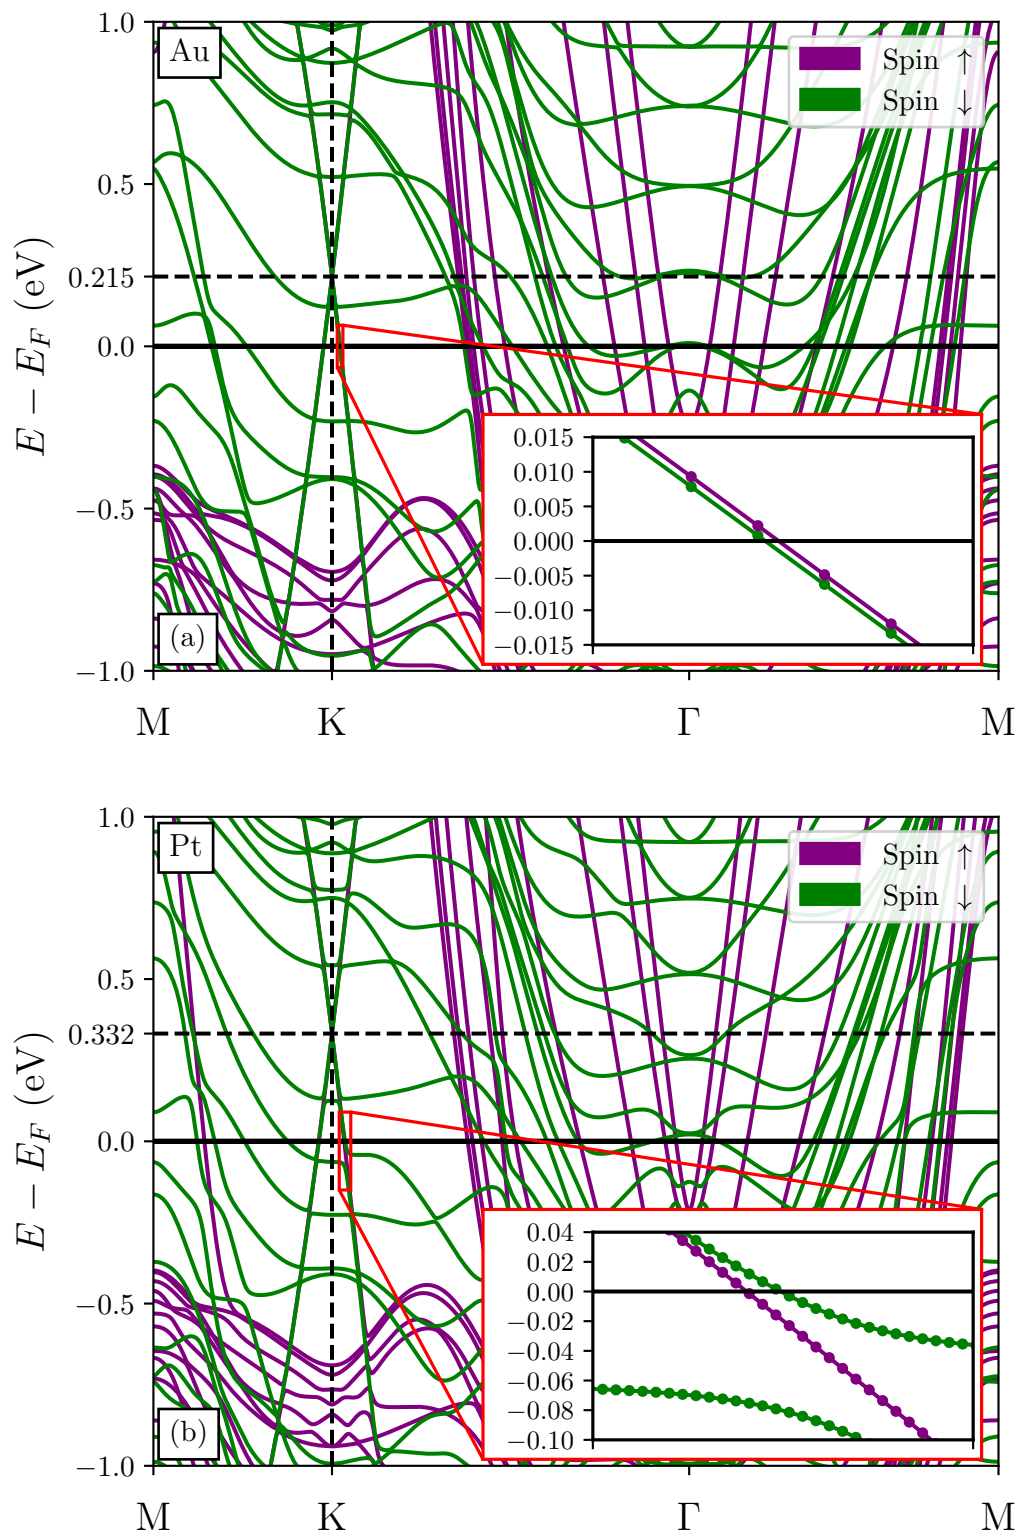 1.0
Au
Spin ↑
Spin ↓
0.5
0.215
0.0
E − E_F (eV)
0.015
0.010
0.005
0.000
−0.005
−0.010
−0.015
−0.5
(a)
−1.0
M K Γ M
1.0
Pt
Spin ↑
Spin ↓
0.5
0.332
0.0
E − E_F (eV)
0.04
0.02
0.00
−0.02
−0.04
−0.06
−0.08
−0.10
−0.5
(b)
−1.0
M K Γ M